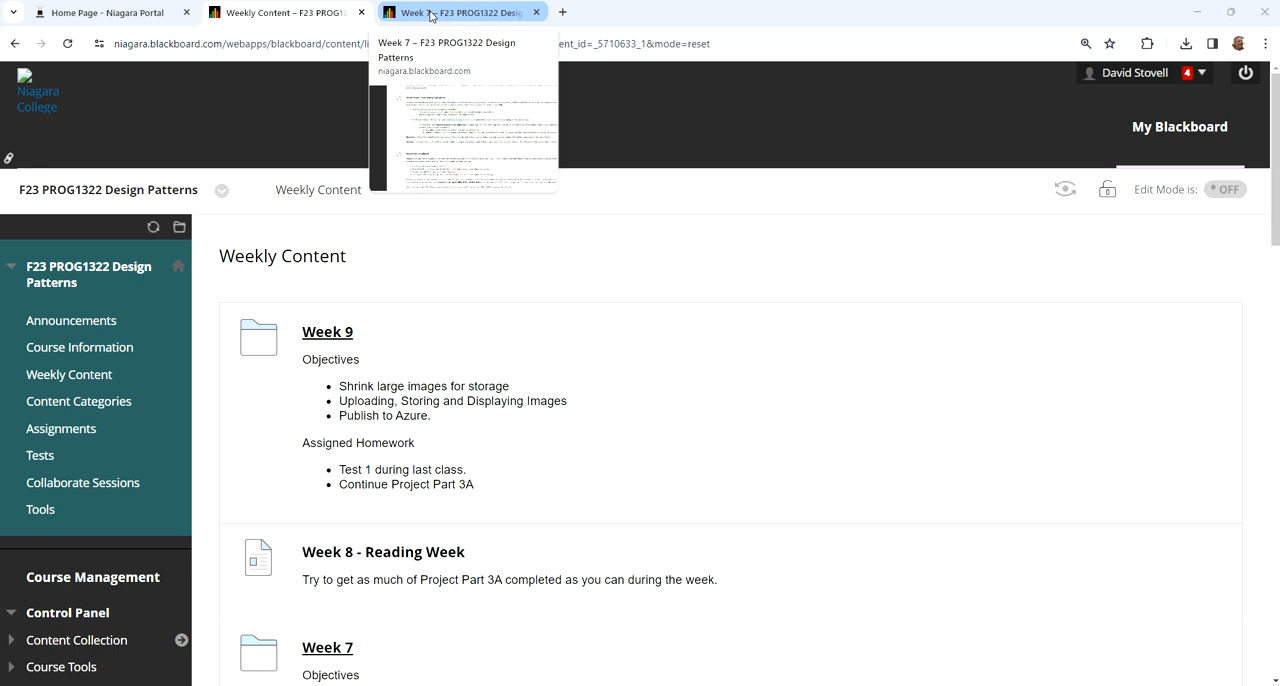 Home Page - Niagara Portal
Weekly Content – F23 PROG13
Week 7 – F23 PROG1322 Desig
niagara.blackboard.com/webapps/blackboard/content/li
ent_id=_5710633_1&mode=reset
Week 7 – F23 PROG1322 Design
Patterns
niagara.blackboard.com
Niagara
College
David Stovell
4
My Blackboard
F23 PROG1322 Design Patterns
Weekly Content
Edit Mode is:
OFF
F23 PROG1322 Design
Patterns
Announcements
Course Information
Weekly Content
Content Categories
Assignments
Tests
Collaborate Sessions
Tools
Course Management
Control Panel
Content Collection
Course Tools
Weekly Content
Week 9
Objectives
• Shrink large images for storage
• Uploading, Storing and Displaying Images
• Publish to Azure.
Assigned Homework
• Test 1 during last class.
• Continue Project Part 3A
Week 8 - Reading Week
Try to get as much of Project Part 3A completed as you can during the week.
Week 7
Objectives